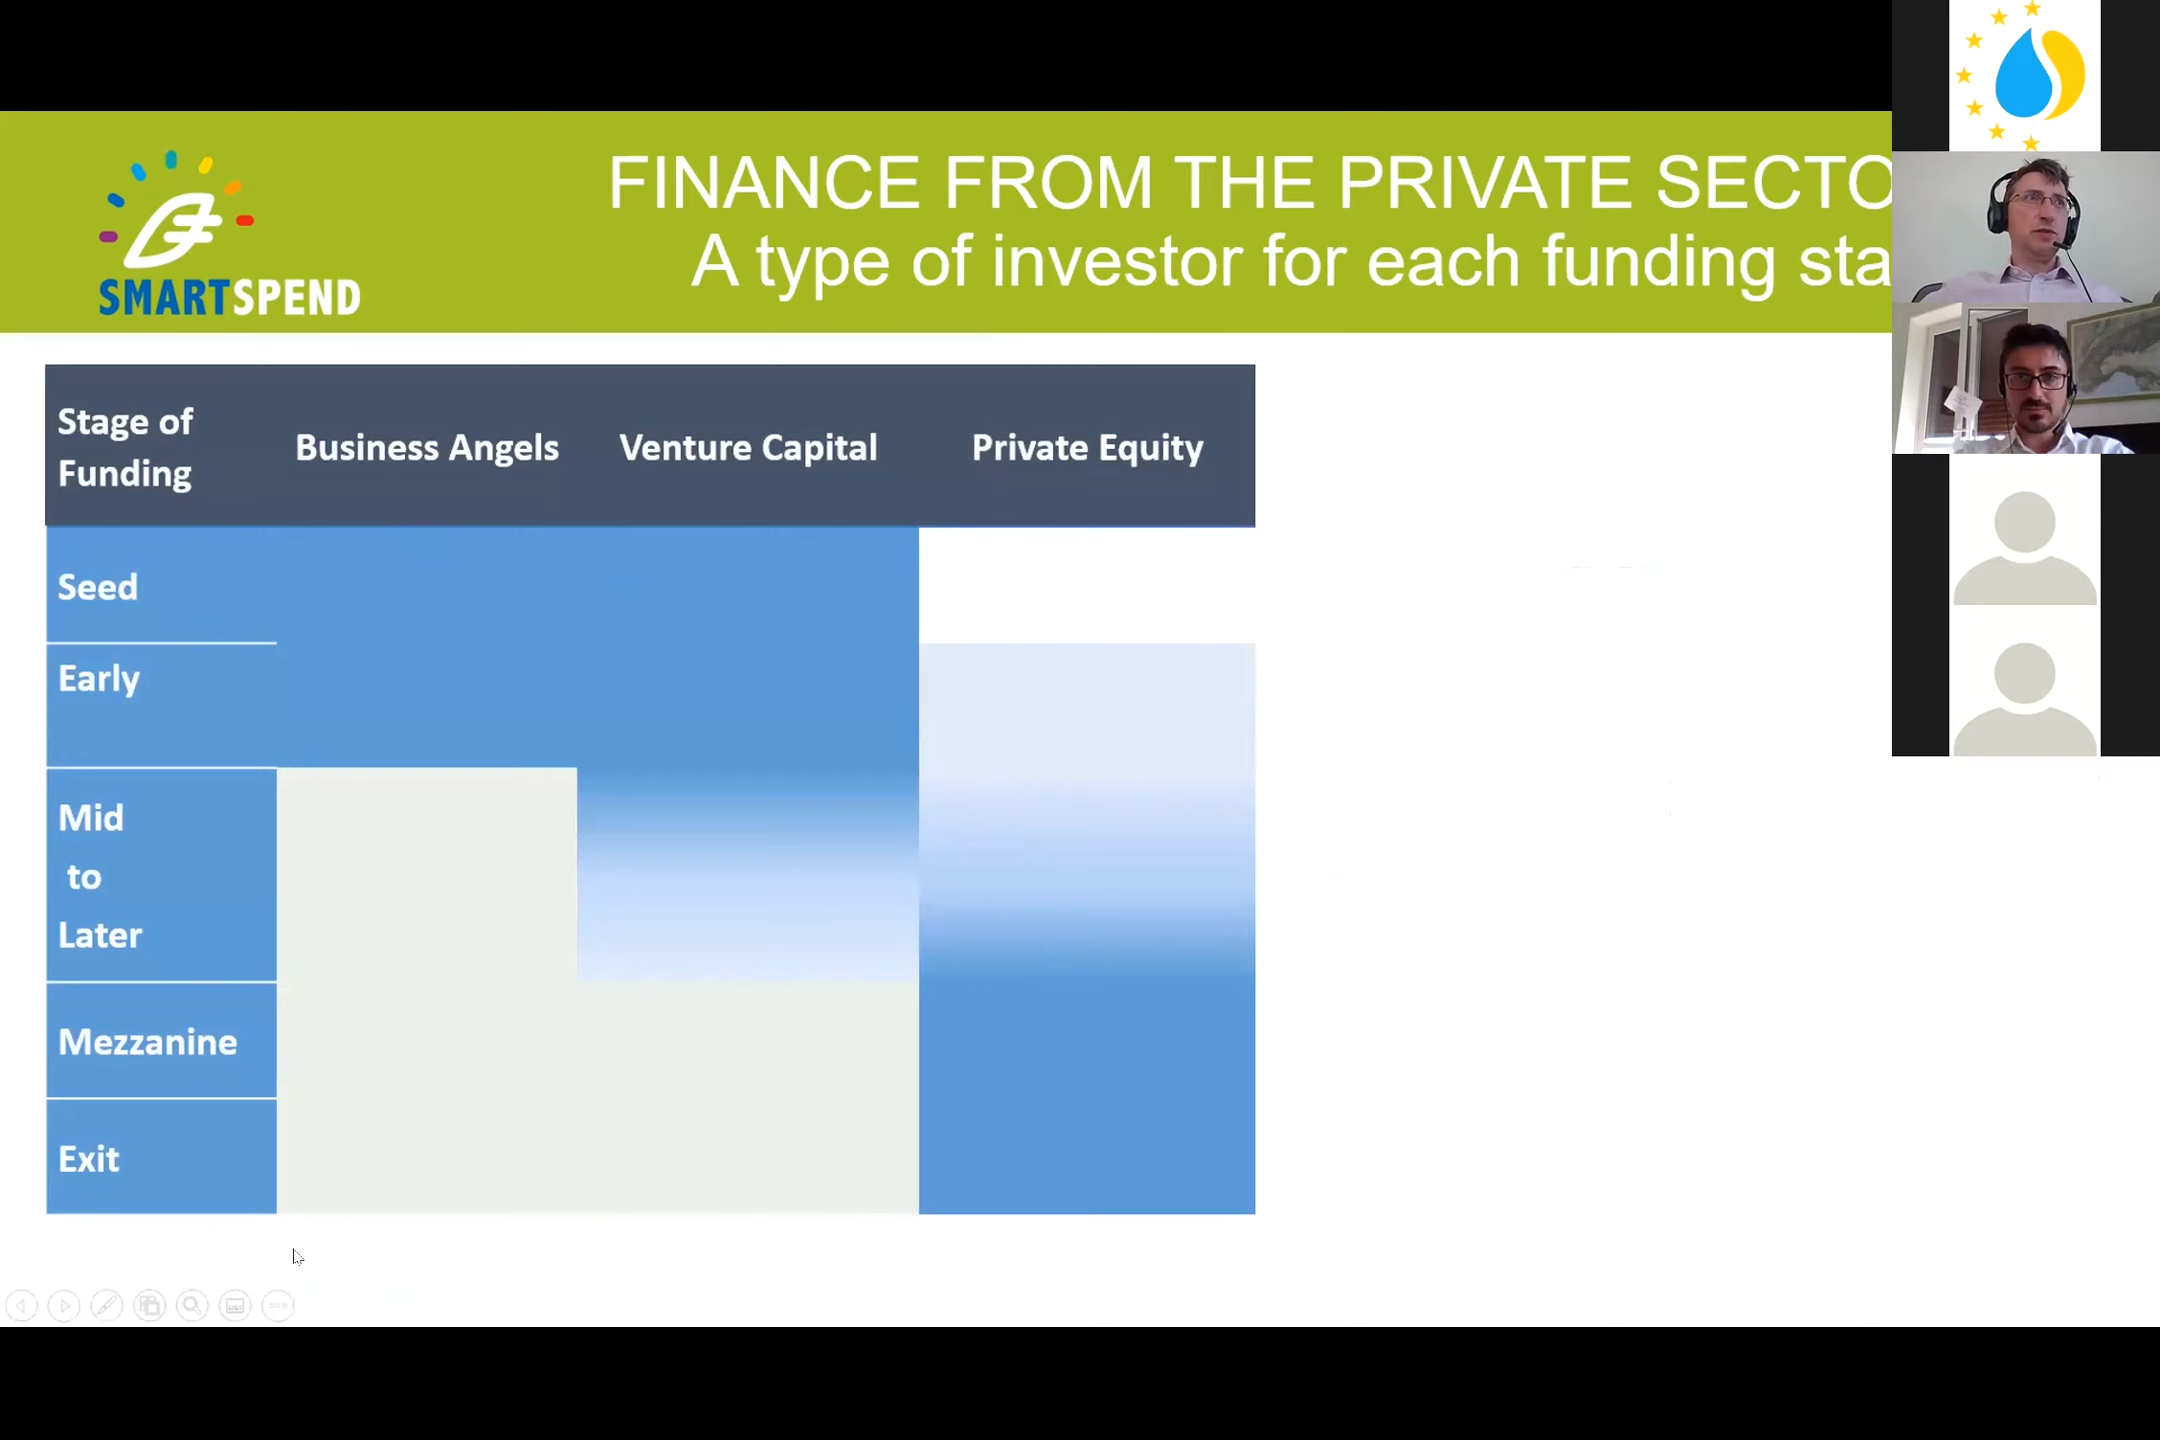 FINANCE FROM THE PRIVATE SECTO
A type of investor for each funding sta
SMARTSPEND
Stage of
Funding
Business Angels
Venture Capital
Private Equity
Seed
Early
Mid
to
Later
Mezzanine
Exit